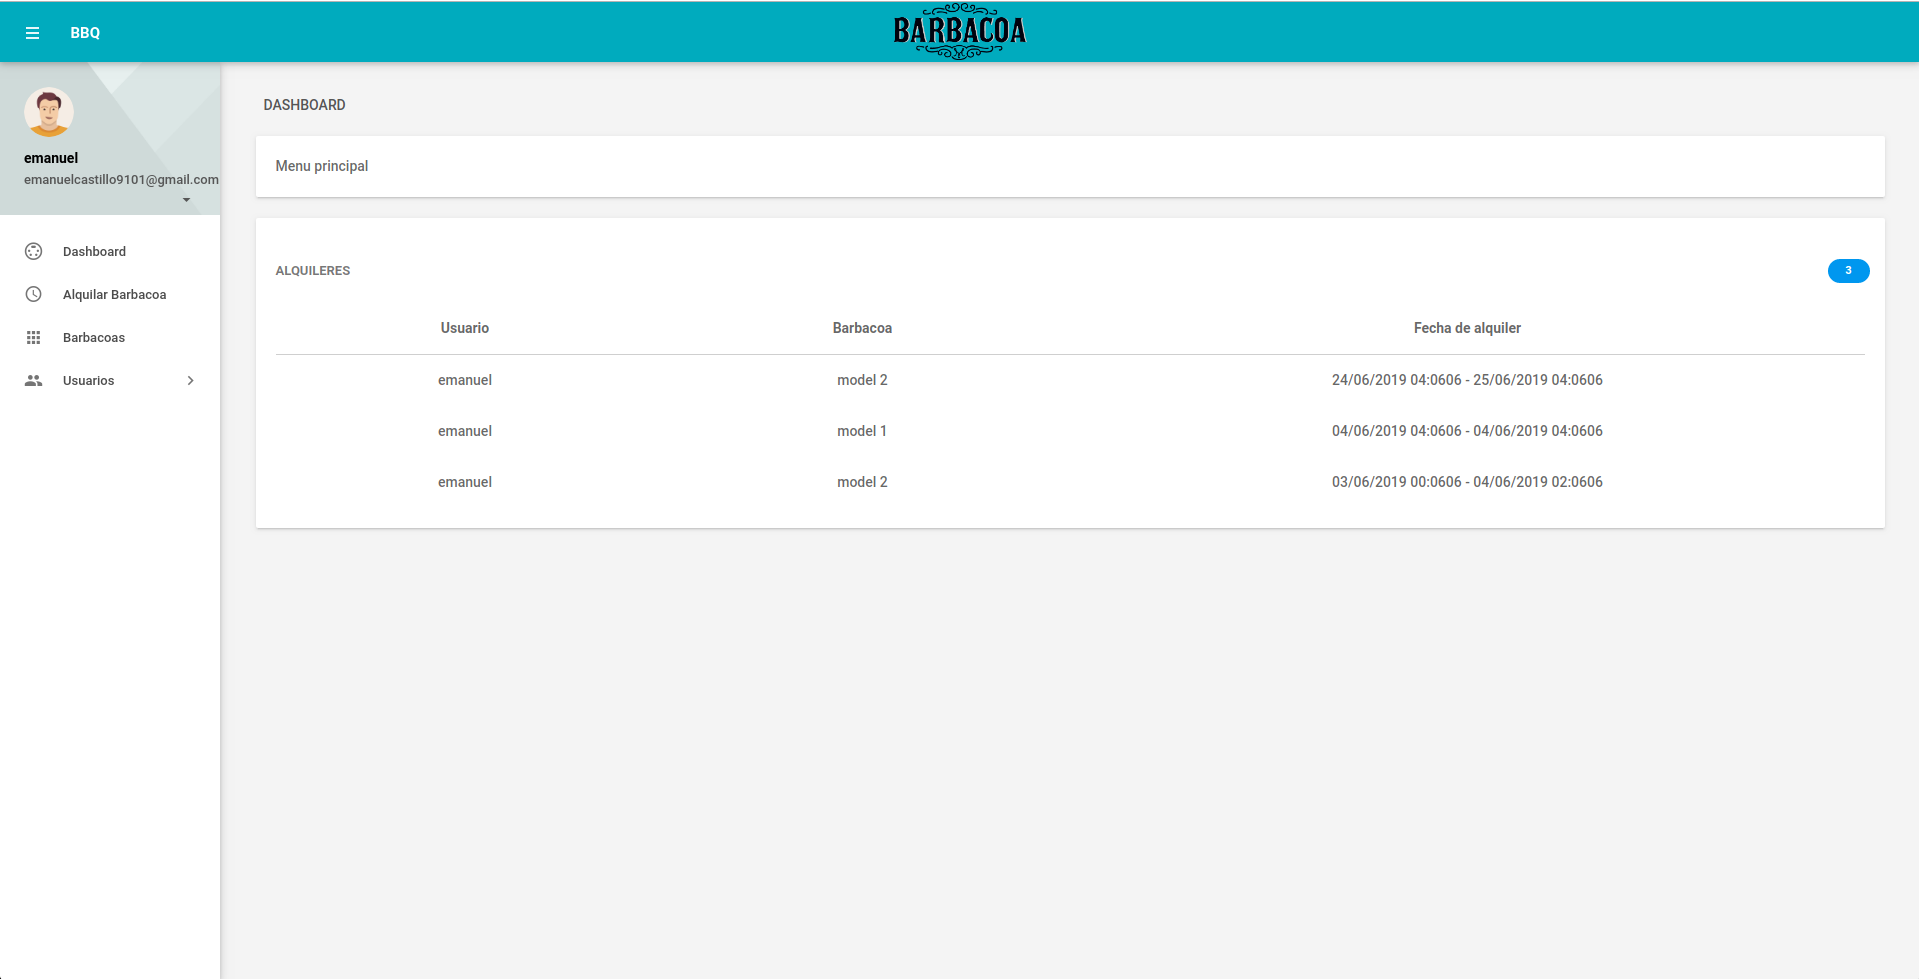 BBQ
BARBACOA
emanuel
emanuelcastillo9101@gmail.com
Dashboard
Alquilar Barbacoa
Barbacoas
Usuarios
DASHBOARD
Menu principal
ALQUILERES 3
Usuario Barbacoa Fecha de alquiler
emanuel model 2 24/06/2019 04:0606 - 25/06/2019 04:0606
emanuel model 1 04/06/2019 04:0606 - 04/06/2019 04:0606
emanuel model 2 03/06/2019 00:0606 - 04/06/2019 02:0606